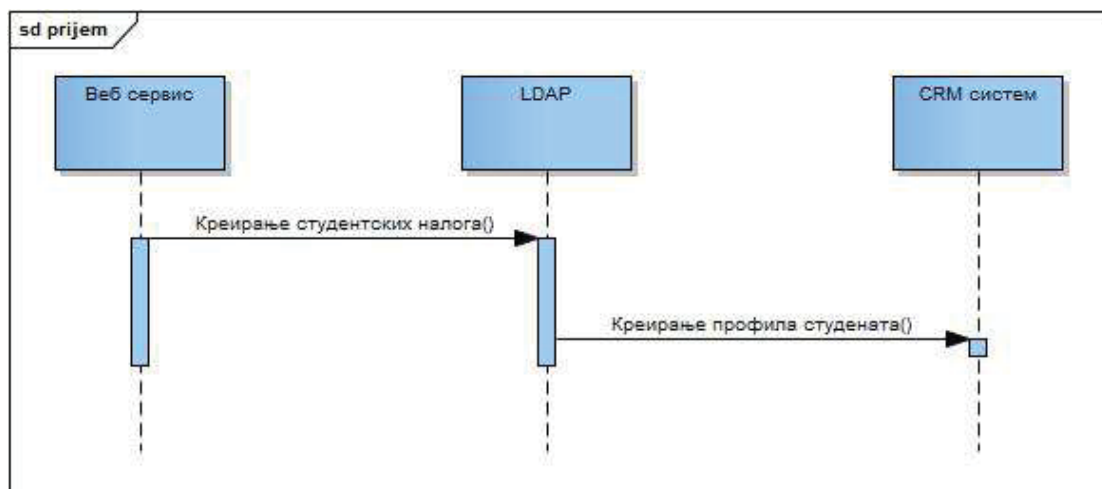 sd prijem
Веб сервис
LDAP
CRM систем
Креирање студентских налога()
Креирање профила студената()